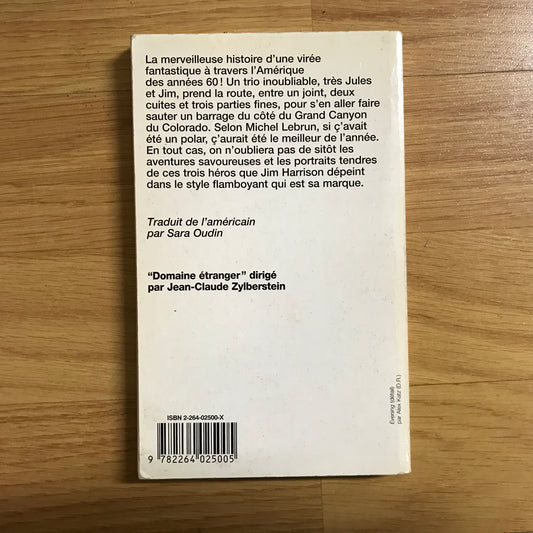 La merveilleuse histoire d'une virée
fantastique à travers l'Amérique
des années 60 ! Un trio inoubliable, très Jules
et Jim, prend la route, entre un joint, deux
cuites et trois parties fines, pour s'en aller faire
sauter un barrage du côté du Grand Canyon
du Colorado. Selon Michel Lebrun, si ç'avait
été un polar, ç'aurait été le meilleur de l'année.
En tout cas, on n'oubliera pas de sitôt les
aventures savoureuses et les portraits tendres
de ces trois héros que Jim Harrison dépeint
dans le style flamboyant qui est sa marque.
Traduit de l'américain
par Sara Oudin
"Domaine étranger" dirigé
par Jean-Claude Zylberstein
ISBN 2-264-02500-X
9 782264 025005
Evening (détail)
par Alex Katz (D.R.)